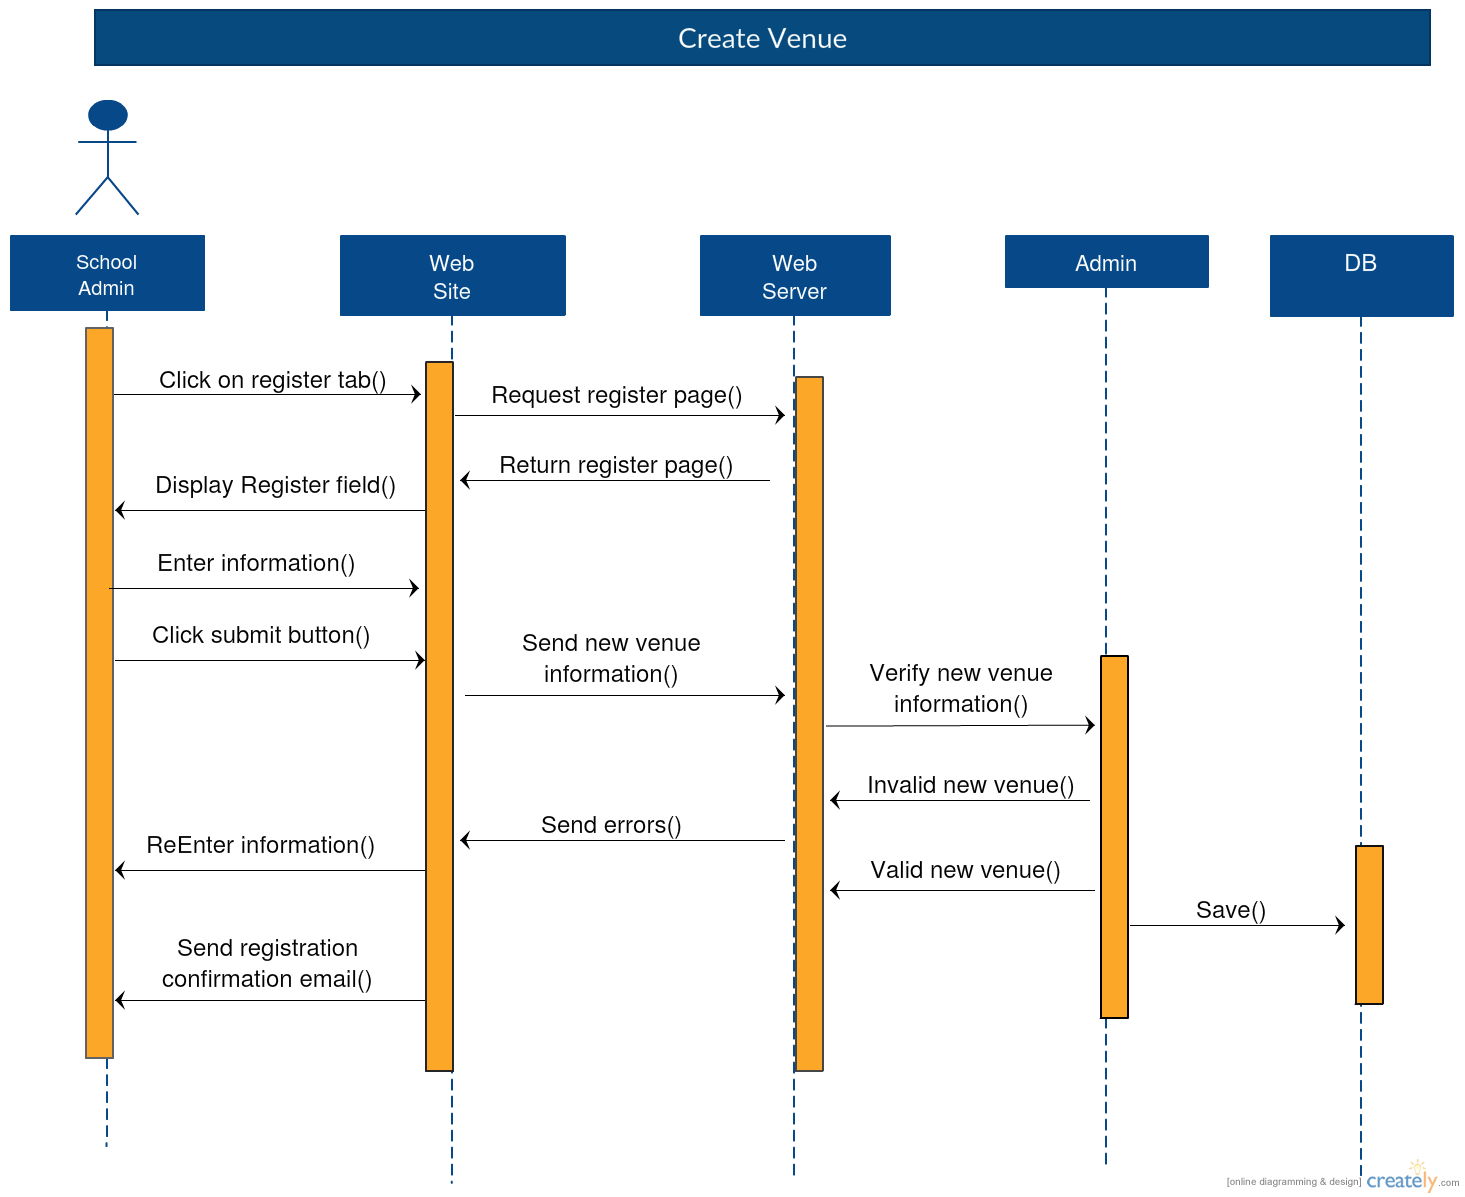 Create Venue
School
Admin
Web
Site
Web
Server
Admin
DB
Click on register tab()
Request register page()
Return register page()
Display Register field()
Enter information()
Click submit button()
Send new venue
information()
Verify new venue
information()
Invalid new venue()
Send errors()
ReEnter information()
Valid new venue()
Save()
Send registration
confirmation email()
[online diagramming & design] creately.com